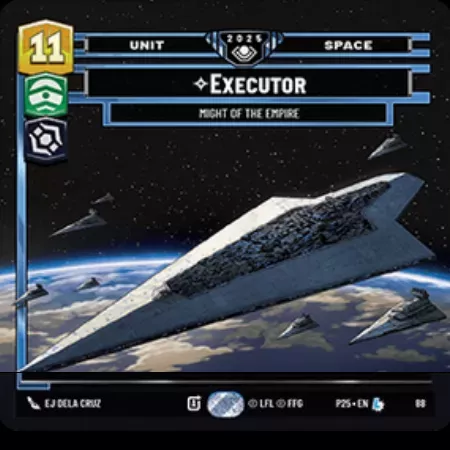 11
UNIT
2025
SPACE
EXECUTOR
MIGHT OF THE EMPIRE
EJ DELA CRUZ
© LFL © FFG
P25 • EN
88